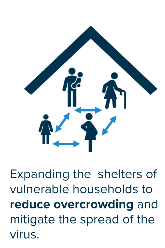 Expanding the shelters of
vulnerable households to
reduce overcrowding and
mitigate the spread of the
virus.